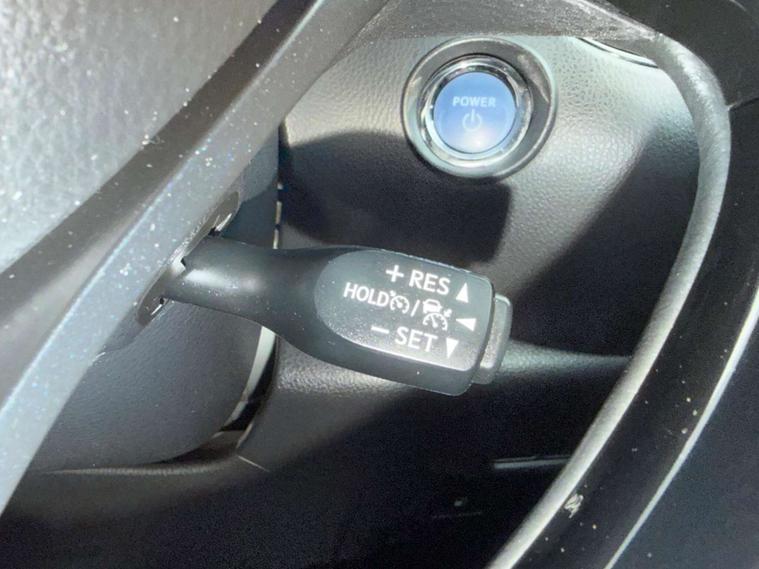 POWER
+ RES ▲
HOLD / ◀
− SET ▼